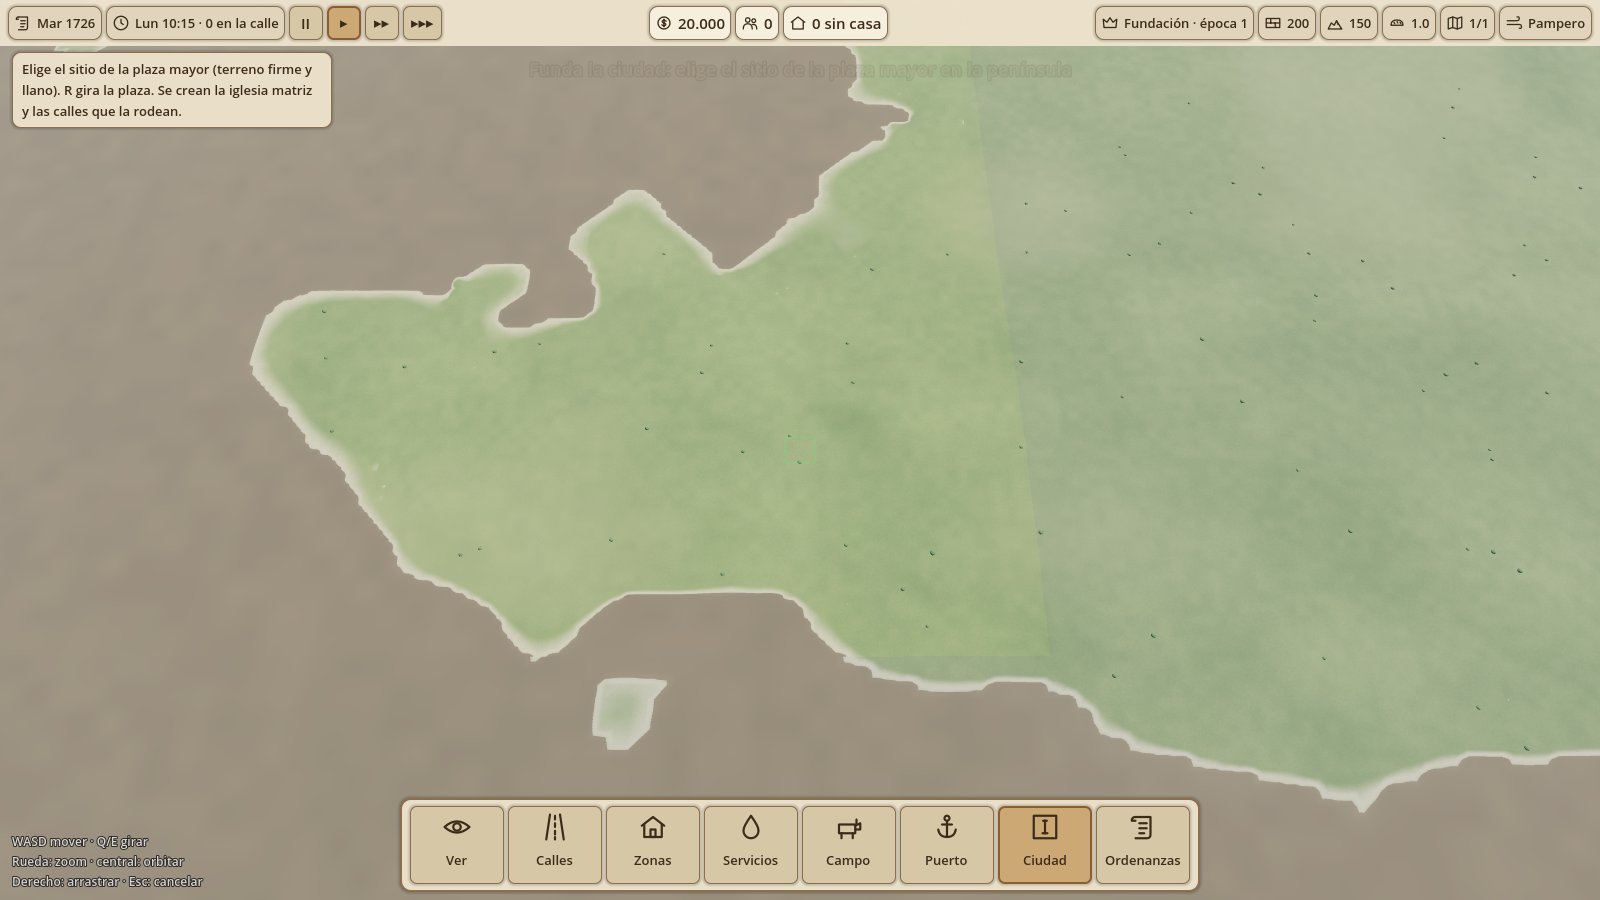 Mar 1726
Lun 10:15 · 0 en la calle
20.000
0
0 sin casa
Fundación · época 1
200
150
1.0
1/1
Pampero
Elige el sitio de la plaza mayor (terreno firme y
llano). R gira la plaza. Se crean la iglesia matriz
y las calles que la rodean.
Funda la ciudad: elige el sitio de la plaza mayor en la península
WASD mover · Q/E girar
Rueda: zoom · central: orbitar
Derecho: arrastrar · Esc: cancelar
Ver
Calles
Zonas
Servicios
Campo
Puerto
Ciudad
Ordenanzas